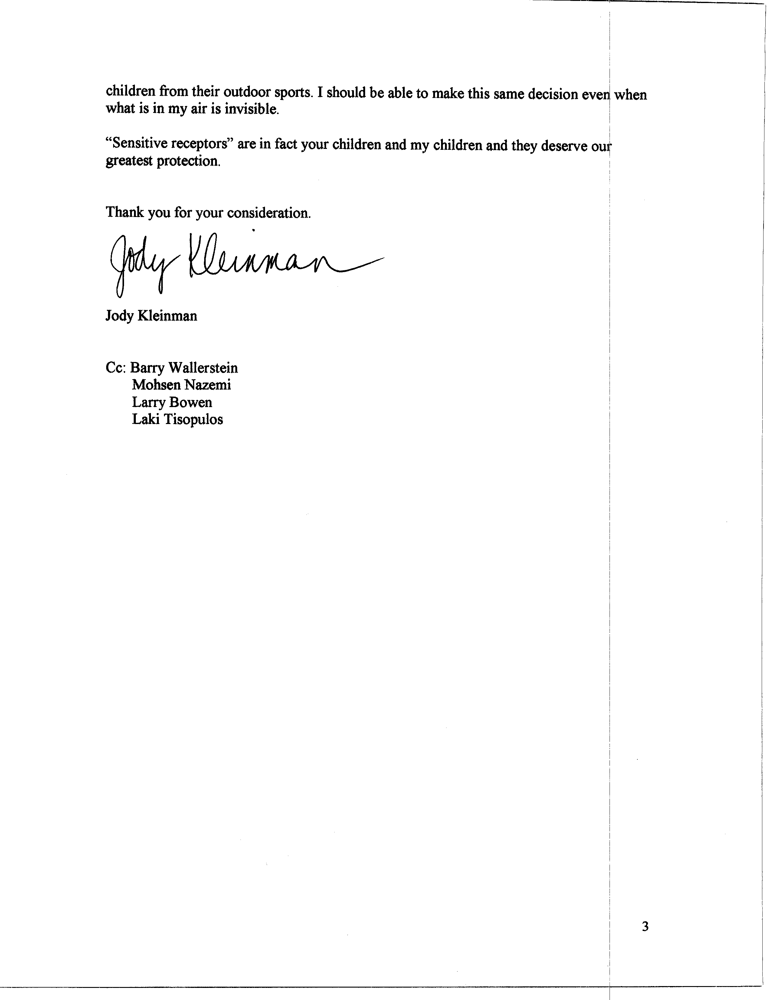 children from their outdoor sports. I should be able to make this same decision even when
what is in my air is invisible.
“Sensitive receptors” are in fact your children and my children and they deserve our
greatest protection.
Thank you for your consideration.
Jody Kleinman
Jody Kleinman
Cc: Barry Wallerstein
Mohsen Nazemi
Larry Bowen
Laki Tisopulos
3